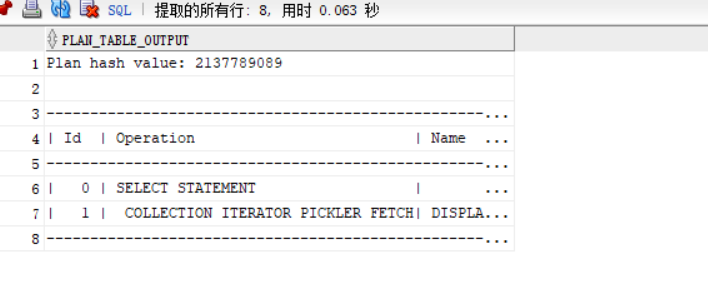 SQL | 提取的所有行: 8, 用时 0.063 秒
PLAN_TABLE_OUTPUT
1 Plan hash value: 2137789089
2
3 --------------------------------------------------...
4 | Id  | Operation                         | Name  ...
5 --------------------------------------------------...
6 |   0 | SELECT STATEMENT                  |       ...
7 |   1 |  COLLECTION ITERATOR PICKLER FETCH| DISPLA...
8 --------------------------------------------------...